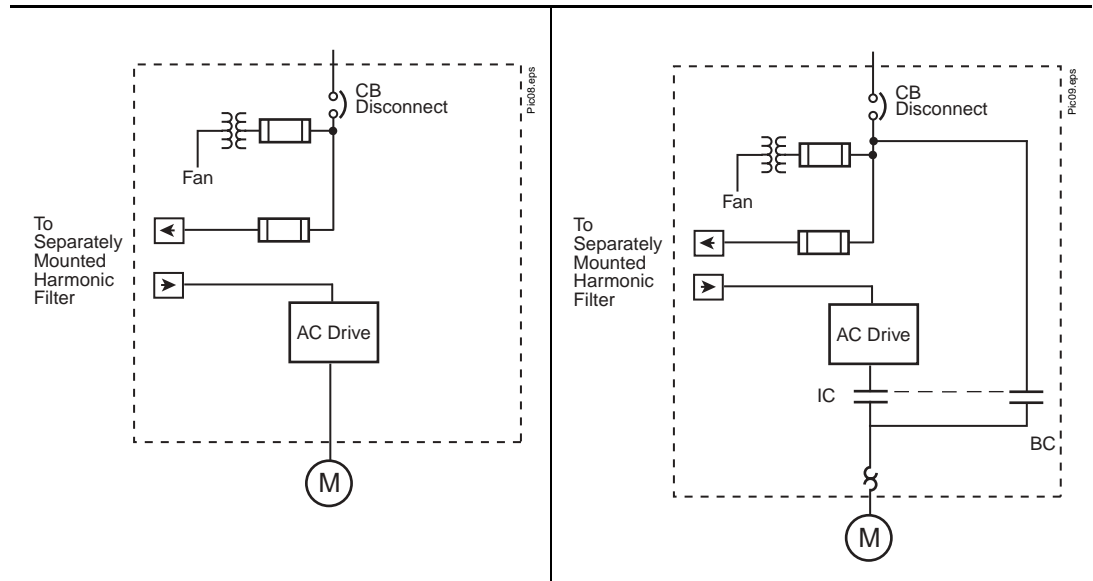 Pic08.eps
CB
Disconnect
Fan
To
Separately
Mounted
Harmonic
Filter
AC Drive
M
Pic09.eps
CB
Disconnect
Fan
To
Separately
Mounted
Harmonic
Filter
AC Drive
IC
BC
M